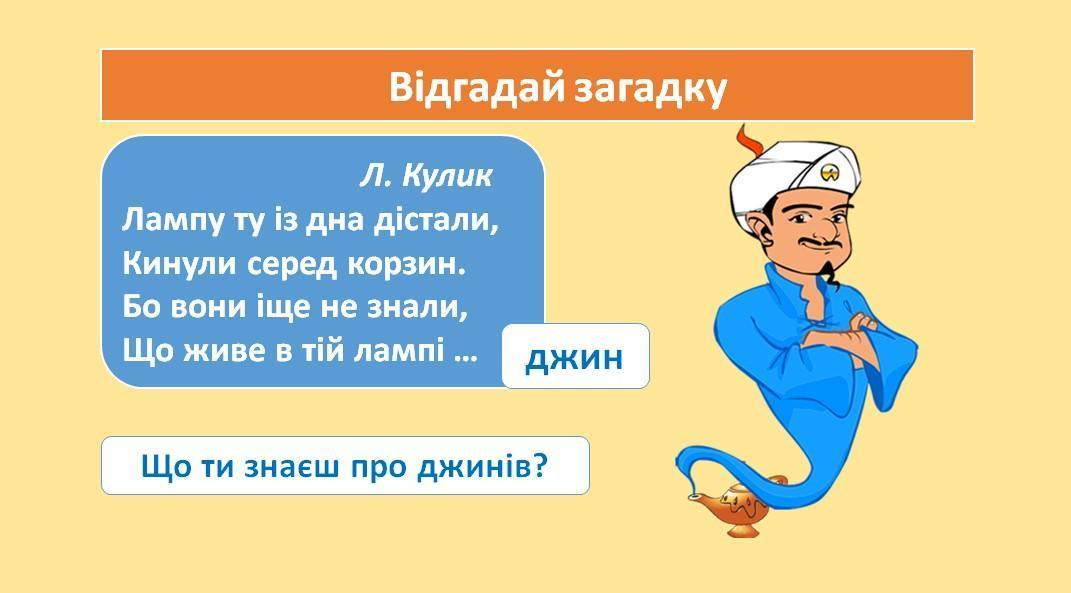 Відгадай загадку
Л. Кулик
Лампу ту із дна дістали,
Кинули серед корзин.
Бо вони іще не знали,
Що живе в тій лампі ...
джин
Що ти знаєш про джинів?